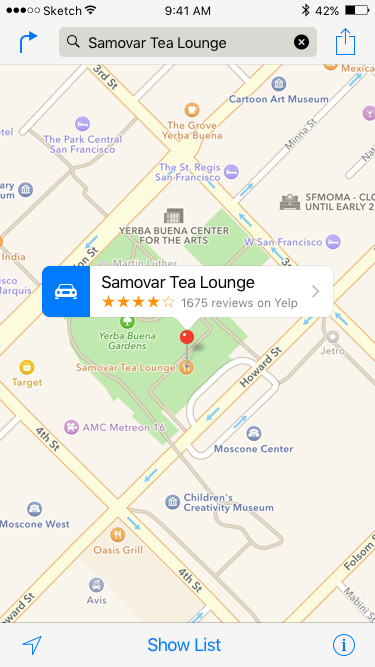 Sketch
9:41 AM
42%
Samovar Tea Lounge
Mexica
3rd St
Cartoon Art Museum
The Grove
Yerba Buena
Minna St
The Park Central
San Francisco
Nat
The St. Regis
San Francisco
SFMOMA - CLO
UNTIL EARLY 2
YERBA BUENA CENTER
FOR THE ARTS
W San Francisco
India
Martin Luther
Marquis
Samovar Tea Lounge
1675 reviews on Yelp
Yerba Buena
Gardens
Jetro
Samovar Tea Lounge
Howard St
Target
4th St
AMC Metreon 16
Moscone Center
Children's
Creativity Museum
Moscone West
Oasis Grill
Folsom S
4th St
Avis
Mabini St
Howard St
Show List